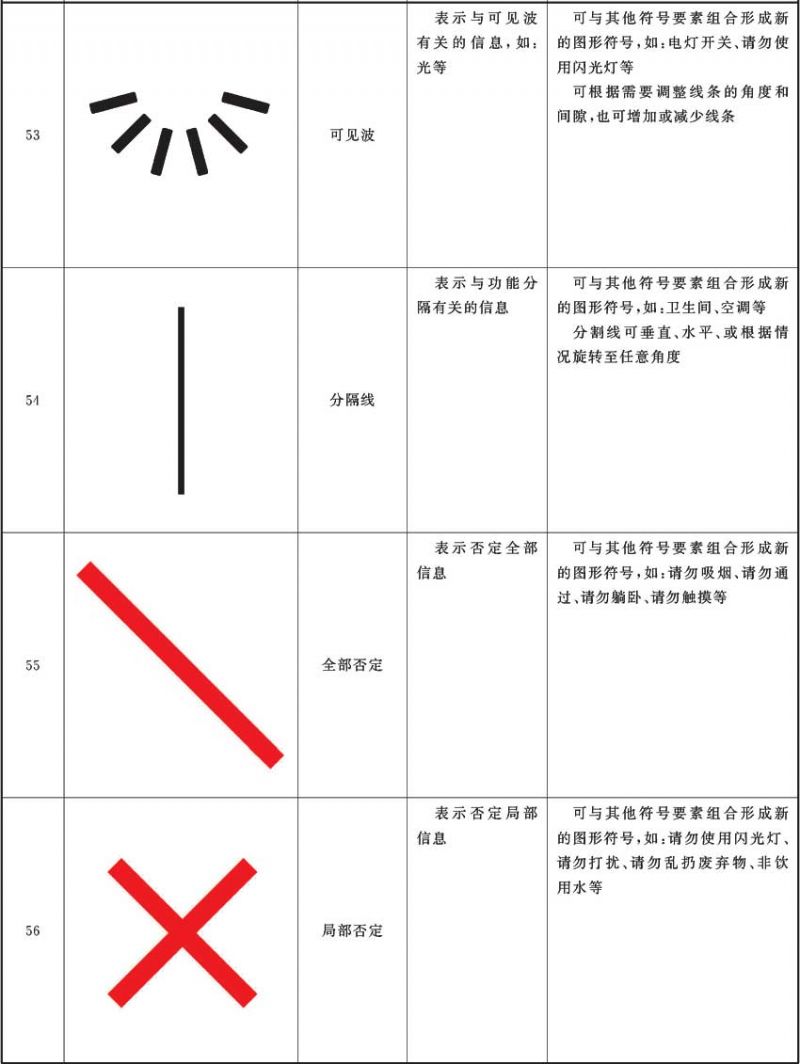 53
可见波
表示与可见波
有关的信息,如:
光等
可与其他符号要素组合形成新
的图形符号,如:电灯开关、请勿使
用闪光灯等
可根据需要调整线条的角度和
间隙,也可增加或减少线条
54
分隔线
表示与功能分
隔有关的信息
可与其他符号要素组合形成新
的图形符号,如:卫生间、空调等
分割线可垂直、水平、或根据情
况旋转至任意角度
55
全部否定
表示否定全部
信息
可与其他符号要素组合形成新
的图形符号,如:请勿吸烟、请勿通
过、请勿躺卧、请勿触摸等
56
局部否定
表示否定局部
信息
可与其他符号要素组合形成新
的图形符号,如:请勿使用闪光灯、
请勿打扰、请勿乱扔废弃物、非饮
用水等